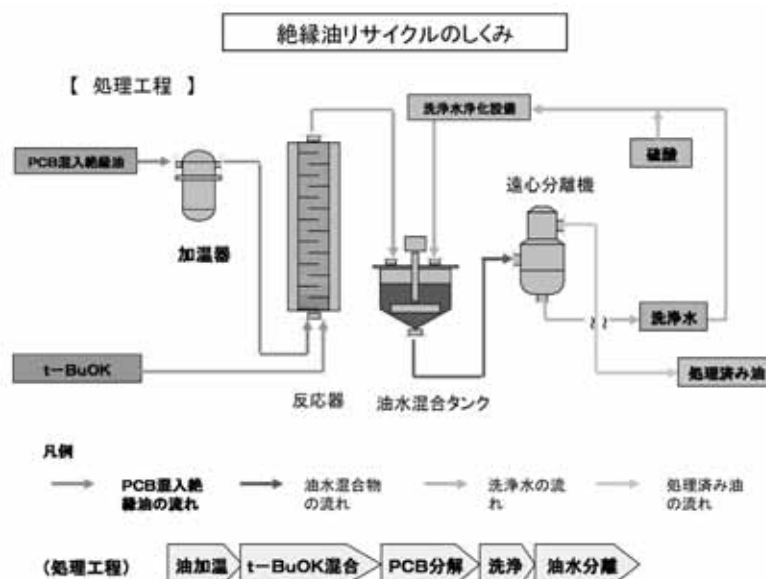 絶縁油リサイクルのしくみ
【 処理工程 】
洗浄水浄化設備
硫酸
PCB混入絶縁油
遠心分離機
加温器
洗浄水
t－BuOK
処理済み油
反応器
油水混合タンク
凡例
PCB混入絶
縁油の流れ
油水混合物
の流れ
洗浄水の流
れ
処理済み油
の流れ
(処理工程) 油加温 t－BuOK混合 PCB分解 洗浄 油水分離